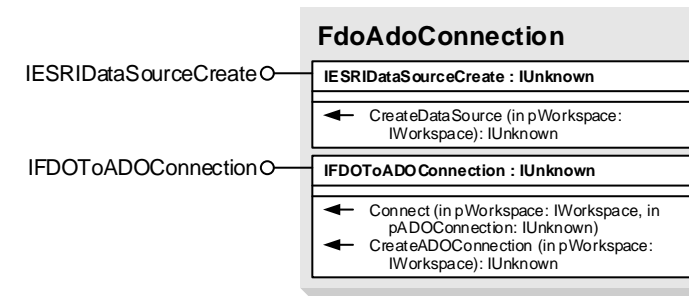 FdoAdoConnection
IESRIDataSourceCreate
IESRIDataSourceCreate : IUnknown
CreateDataSource (in pWorkspace:
IWorkspace): IUnknown
IFDOToADOConnection
IFDOToADOConnection : IUnknown
Connect (in pWorkspace: IWorkspace, in
pADOConnection: IUnknown)
CreateADOConnection (in pWorkspace:
IWorkspace): IUnknown